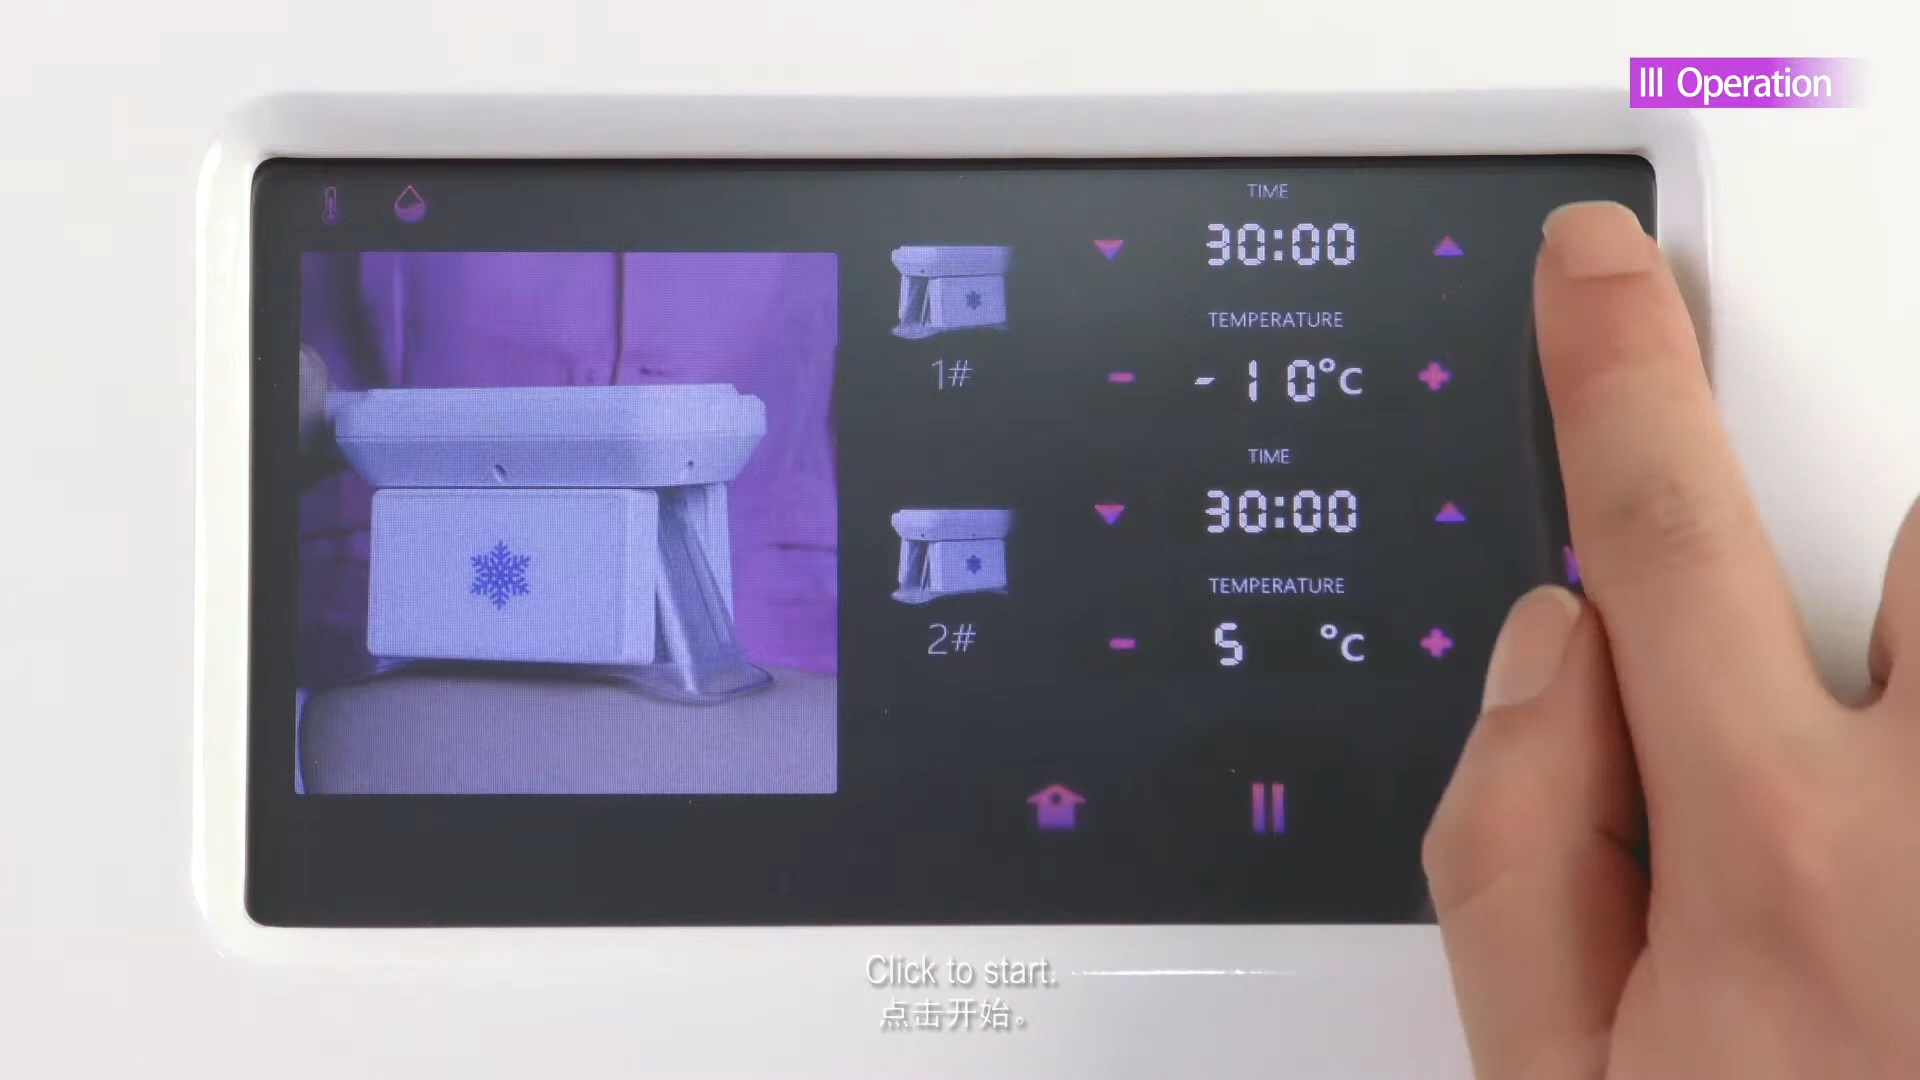 III Operation
TIME
30:00
TEMPERATURE
1#
-10°C
TIME
30:00
TEMPERATURE
2#
5 °C
Click to start.
点击开始。